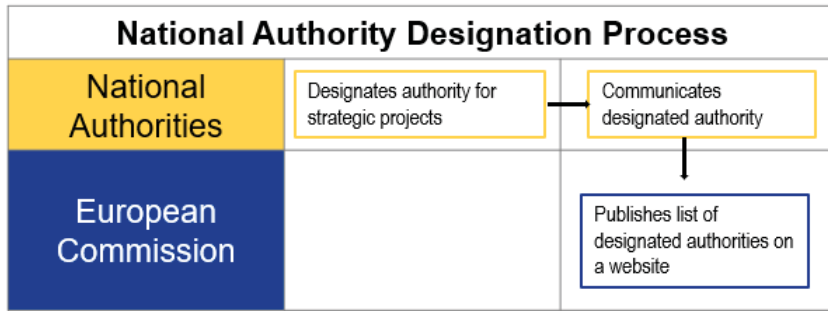 National Authority Designation Process
National
Authorities
Designates authority for
strategic projects
Communicates
designated authority
European
Commission
Publishes list of
designated authorities on
a website